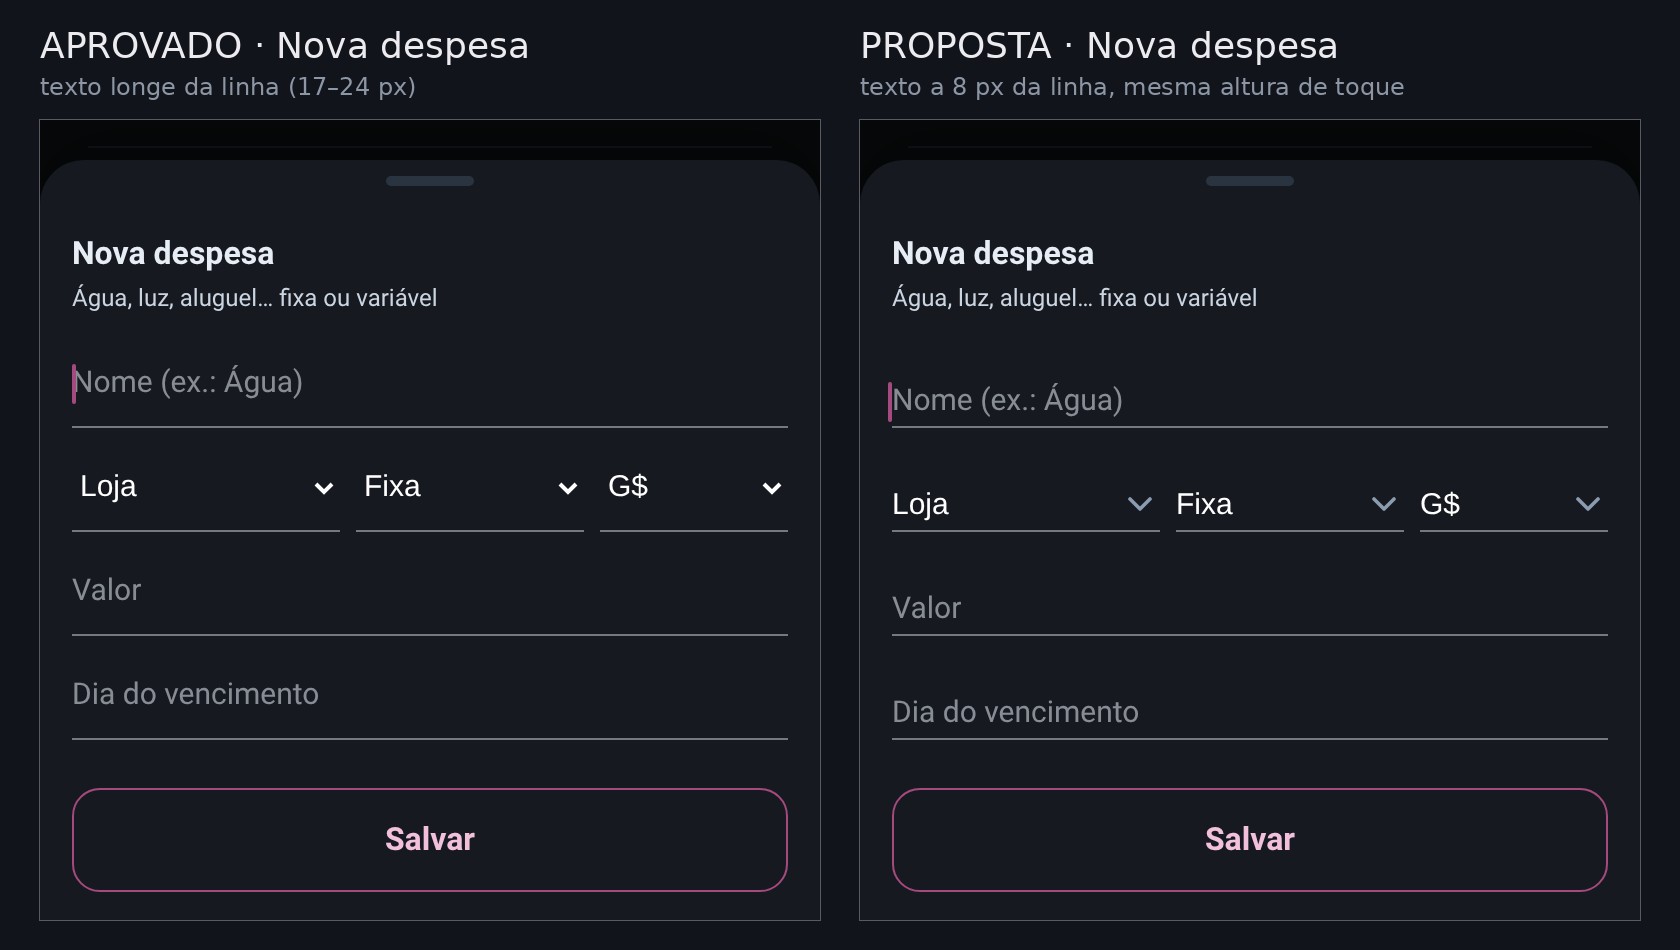 APROVADO · Nova despesa
texto longe da linha (17–24 px)
Nova despesa
Água, luz, aluguel… fixa ou variável
Nome (ex.: Água)
Loja Fixa G$
Valor
Dia do vencimento
Salvar
PROPOSTA · Nova despesa
texto a 8 px da linha, mesma altura de toque
Nova despesa
Água, luz, aluguel… fixa ou variável
Nome (ex.: Água)
Loja Fixa G$
Valor
Dia do vencimento
Salvar